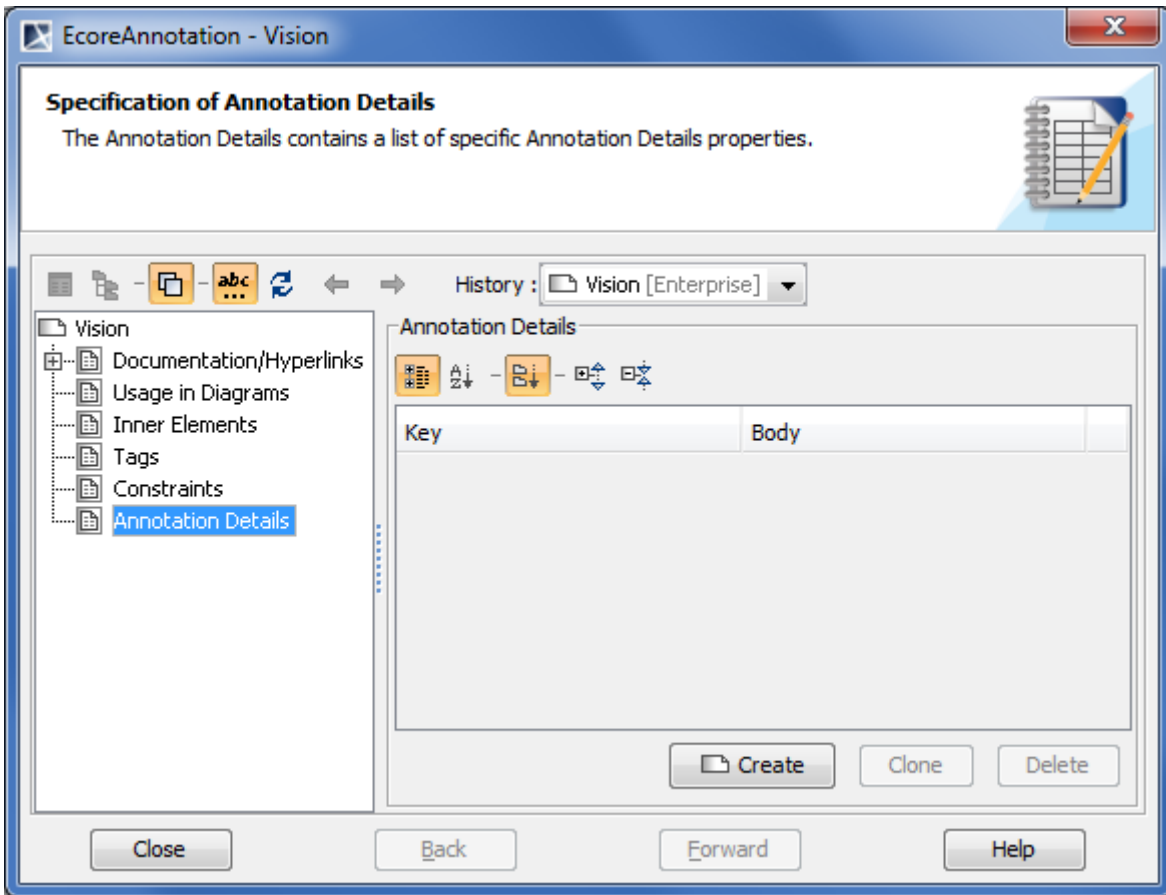 EcoreAnnotation - Vision
Specification of Annotation Details
The Annotation Details contains a list of specific Annotation Details properties.
abc
History : Vision [Enterprise]
Vision
Documentation/Hyperlinks
Usage in Diagrams
Inner Elements
Tags
Constraints
Annotation Details
Annotation Details
A
Z
Key Body
Create Clone Delete
Close Back Forward Help